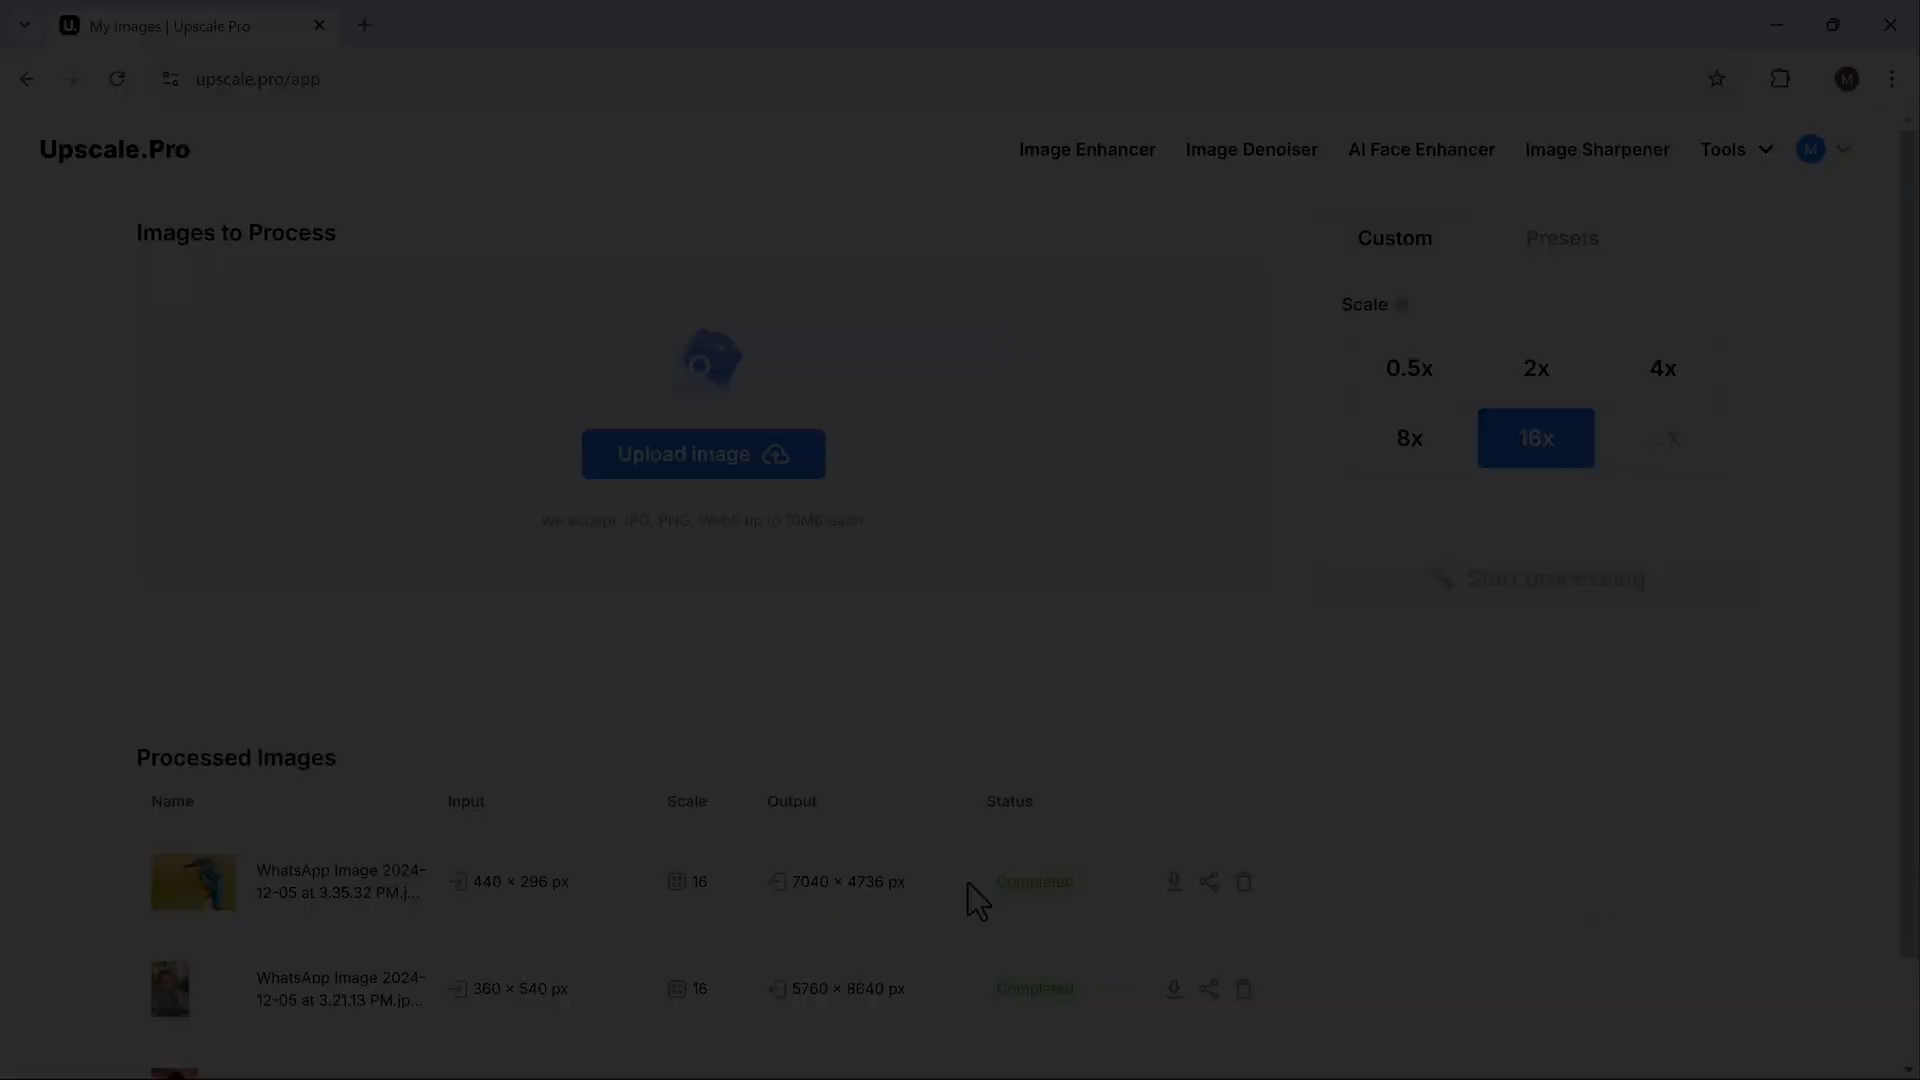 My Images | Upscale Pro
upscale.pro/app
M
Upscale.Pro
Image Enhancer
Image Denoiser
AI Face Enhancer
Image Sharpener
Tools
M
Images to Process
Custom
Presets
Scale
0.5x
2x
4x
Upload image
8x
16x
We accept JPG, PNG, WebP up to 10MB each
Start processing
Processed Images
Name
Input
Scale
Output
Status
WhatsApp Image 2024-
12-05 at 3.35.32 PM.j...
440 × 296 px
16
7040 × 4736 px
Completed
WhatsApp Image 2024-
12-05 at 3.21.13 PM.jp...
360 × 540 px
16
5760 × 8640 px
Completed